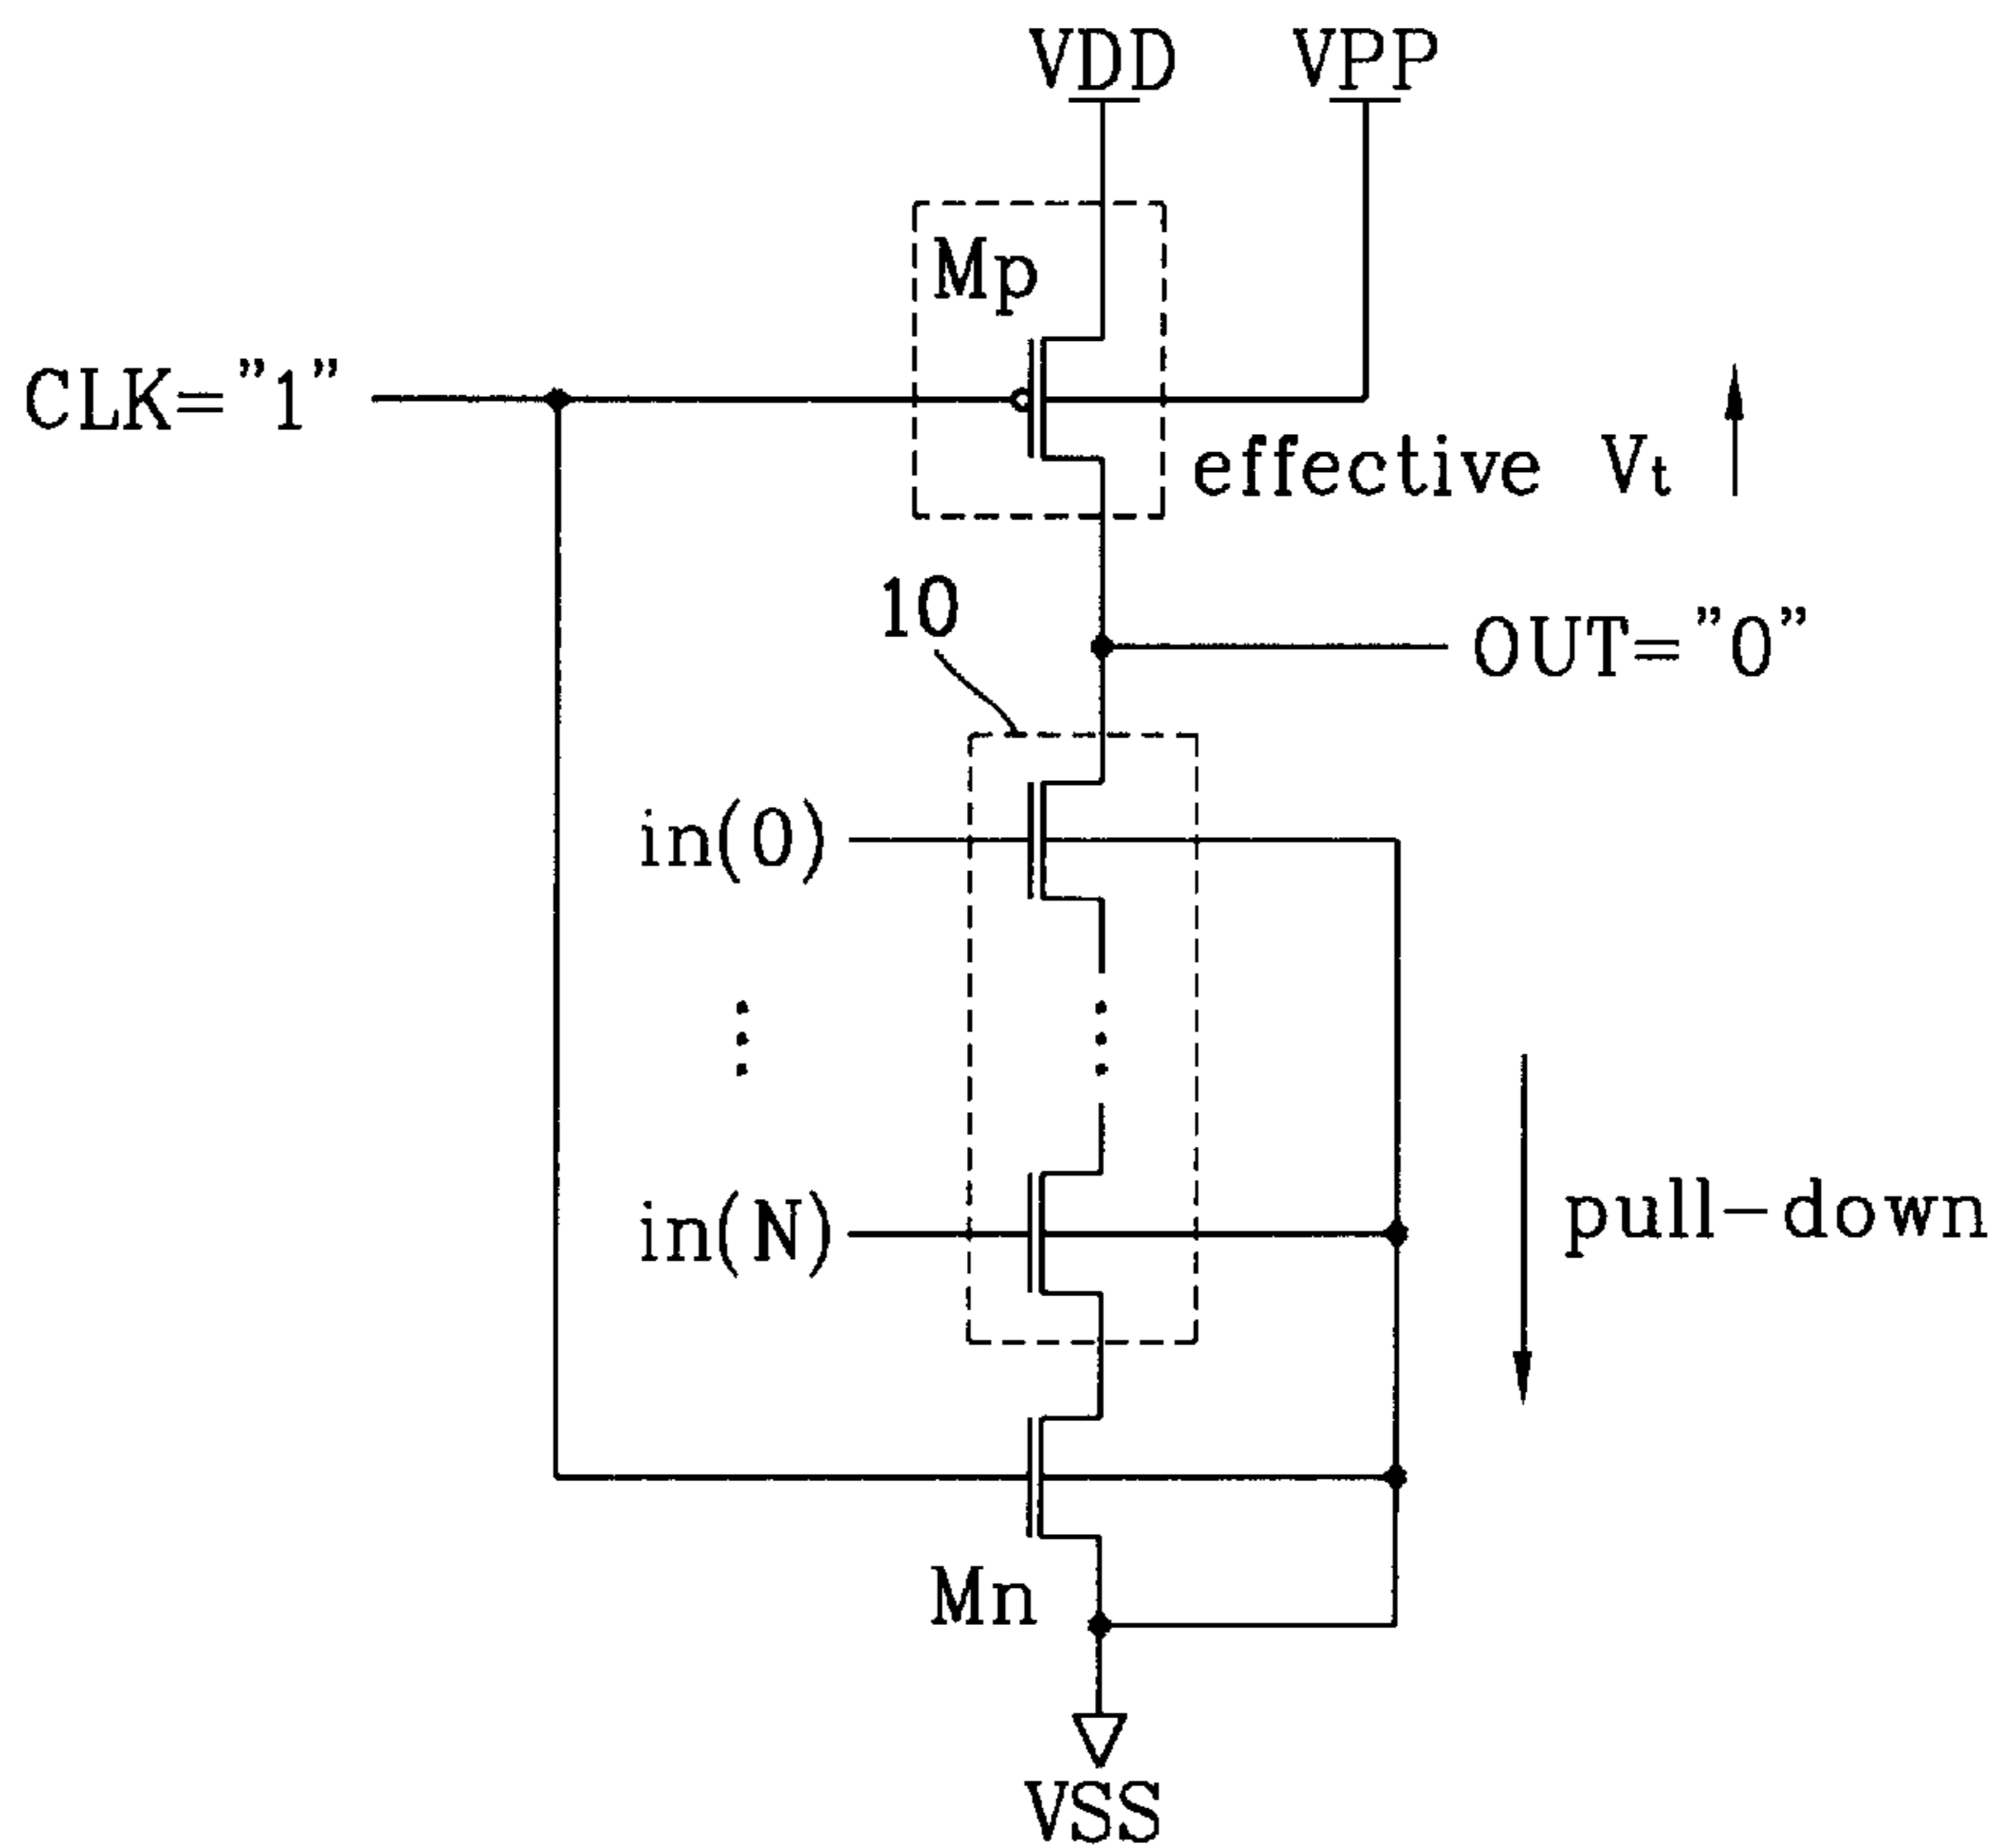 VDD
VPP
Mp
CLK="1"
effective Vt
10
OUT="0"
in(0)
in(N)
pull-down
Mn
VSS